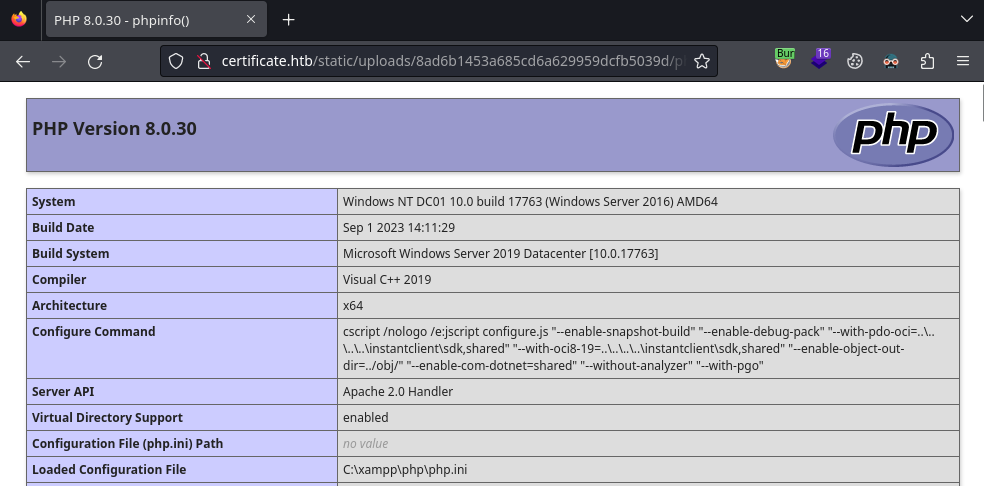 PHP 8.0.30 - phpinfo()
certificate.htb/static/uploads/8ad6b1453a685cd6a629959dcfb5039d/p
Bur
16
PHP Version 8.0.30
php
System Windows NT DC01 10.0 build 17763 (Windows Server 2016) AMD64
Build Date Sep 1 2023 14:11:29
Build System Microsoft Windows Server 2019 Datacenter [10.0.17763]
Compiler Visual C++ 2019
Architecture x64
Configure Command cscript /nologo /e:jscript configure.js "--enable-snapshot-build" "--enable-debug-pack" "--with-pdo-oci=..\..
\..\..\instantclient\sdk,shared" "--with-oci8-19=..\..\..\..\instantclient\sdk,shared" "--enable-object-out-
dir=../obj/" "--enable-com-dotnet=shared" "--without-analyzer" "--with-pgo"
Server API Apache 2.0 Handler
Virtual Directory Support enabled
Configuration File (php.ini) Path no value
Loaded Configuration File C:\xampp\php\php.ini